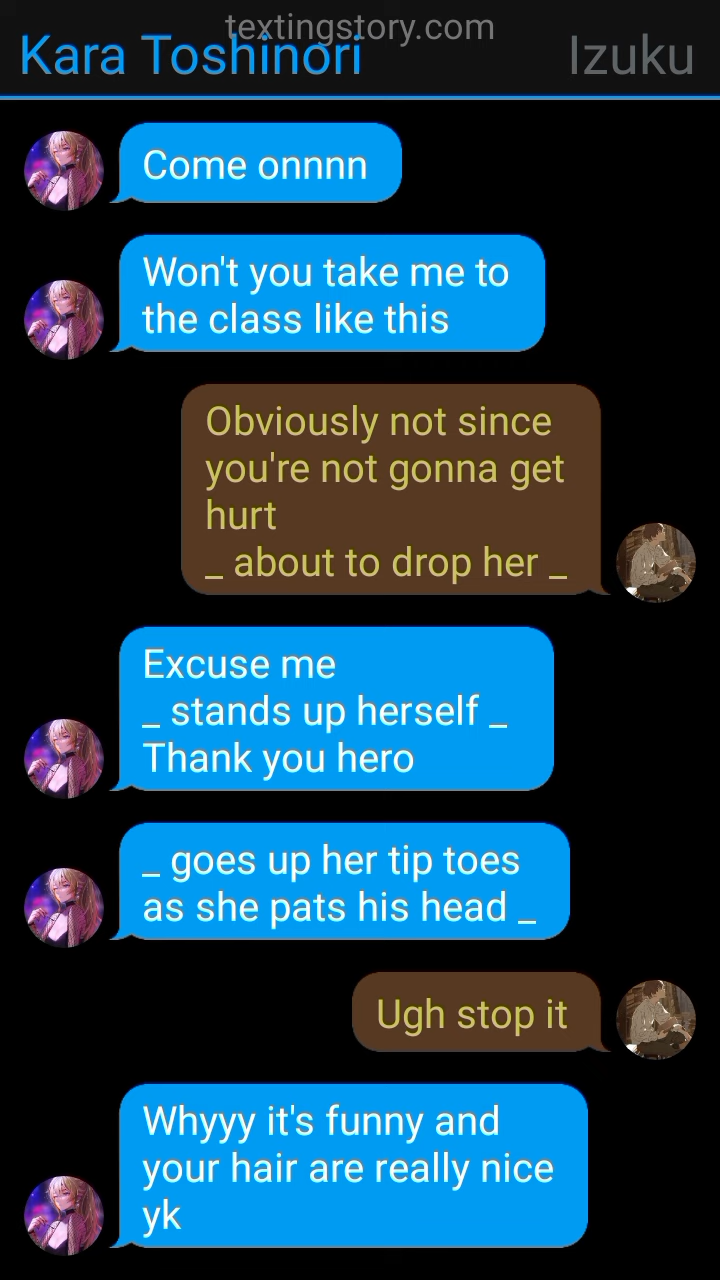 textingstory.com
Kara Toshinori
Izuku
Come onnnn
Won't you take me to
the class like this
Obviously not since
you're not gonna get
hurt
_ about to drop her _
Excuse me
_ stands up herself _
Thank you hero
_ goes up her tip toes
as she pats his head _
Ugh stop it
Whyyy it's funny and
your hair are really nice
yk